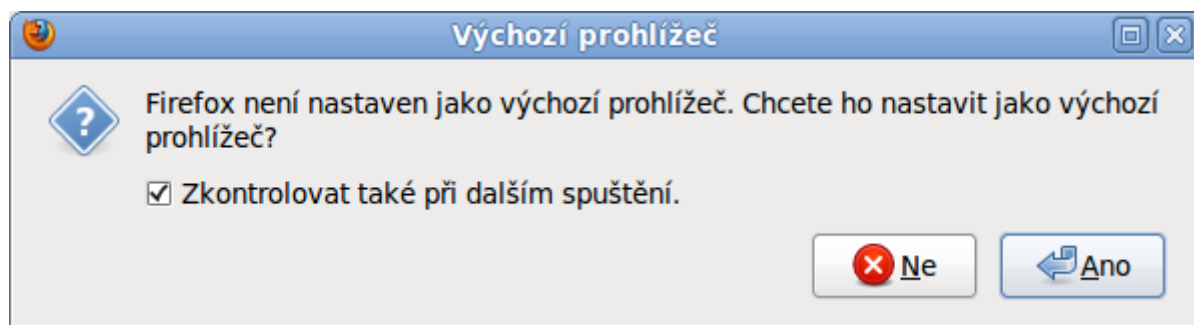 Výchozí prohlížeč
Firefox není nastaven jako výchozí prohlížeč. Chcete ho nastavit jako výchozí
prohlížeč?
Zkontrolovat také při dalším spuštění.
Ne
Ano